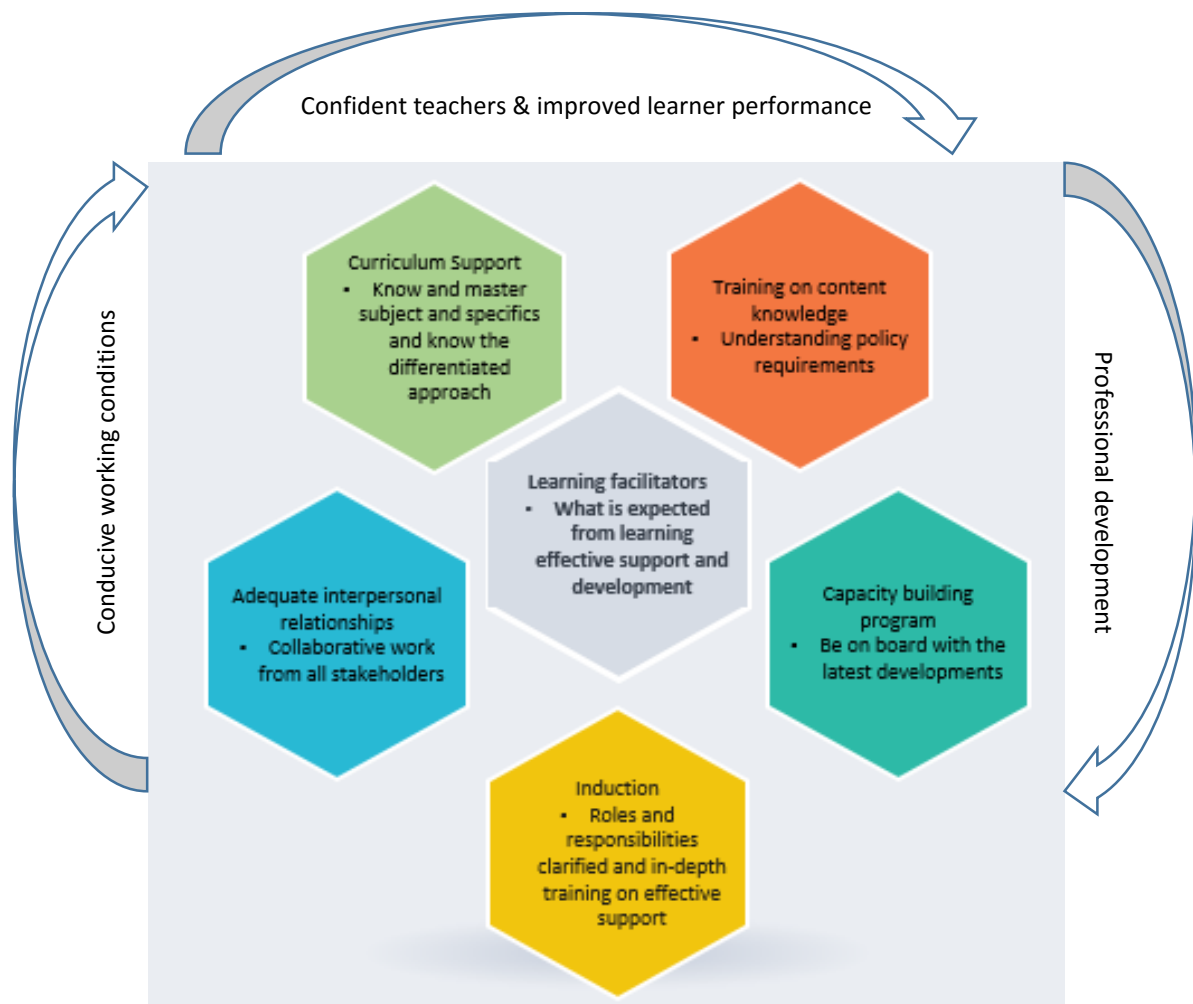 Confident teachers & improved learner performance
Conducive working conditions
Curriculum Support
▪ Know and master
subject and specifics
and know the
differentiated
approach
Training on content
knowledge
▪ Understanding policy
requirements
Professional development
Learning facilitators
▪ What is expected
from learning
effective support and
development
Adequate interpersonal
relationships
▪ Collaborative work
from all stakeholders
Capacity building
program
▪ Be on board with the
latest developments
Induction
▪ Roles and
responsibilities
clarified and in-depth
training on effective
support